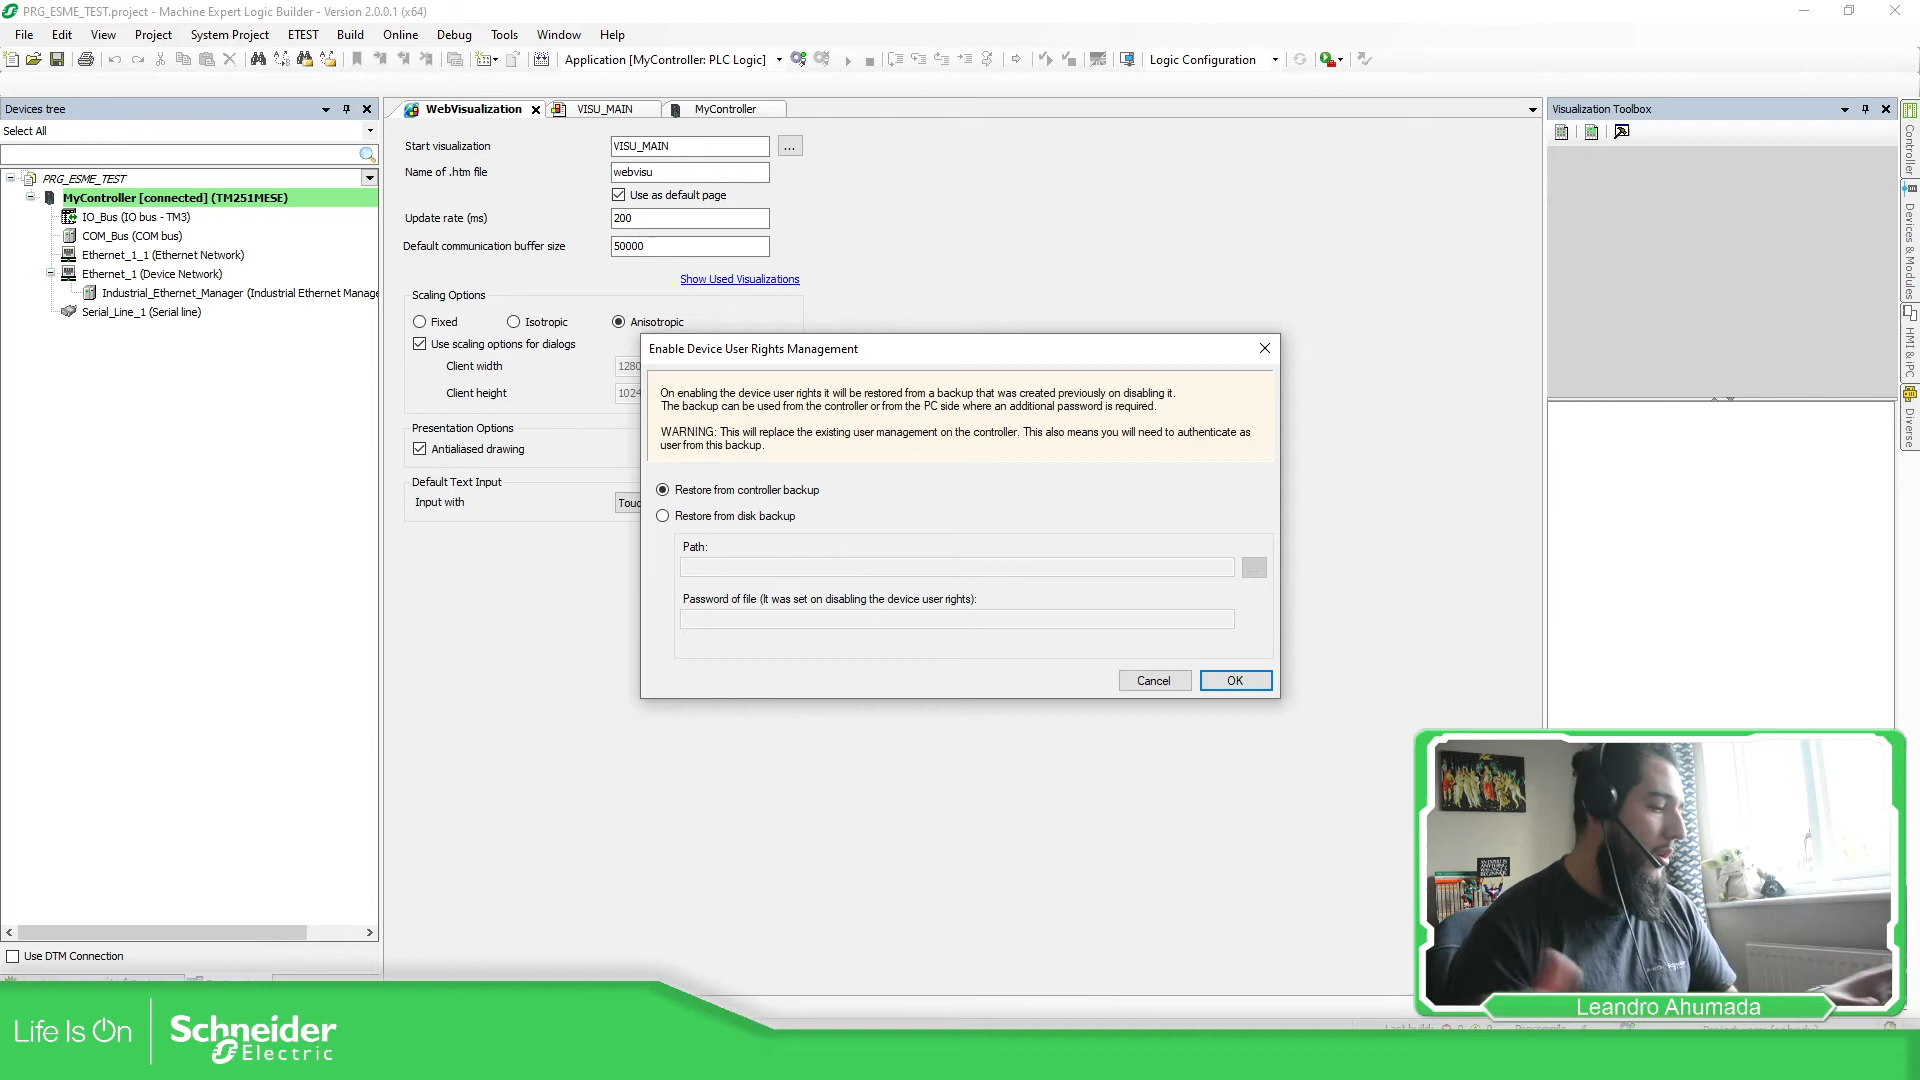 PRG_ESME_TEST.project - Machine Expert Logic Builder - Version 2.0.0.1 (x64)
File Edit View Project System Project ETEST Build Online Debug Tools Window Help
Application [MyController: PLC Logic] Logic Configuration
Devices tree
Select All
PRG_ESME_TEST
MyController [connected] (TM251MESE)
IO_Bus (IO bus - TM3)
COM_Bus (COM bus)
Ethernet_1_1 (Ethernet Network)
Ethernet_1 (Device Network)
Industrial_Ethernet_Manager (Industrial Ethernet Manage
Serial_Line_1 (Serial line)
Use DTM Connection
WebVisualization VISU_MAIN MyController
Start visualization VISU_MAIN ...
Name of .htm file webvisu
Use as default page
Update rate (ms) 200
Default communication buffer size 50000
Show Used Visualizations
Scaling Options
Fixed Isotropic Anisotropic
Use scaling options for dialogs
Client width 1280
Client height 1024
Presentation Options
Antialiased drawing
Default Text Input
Input with Touc
Enable Device User Rights Management
On enabling the device user rights it will be restored from a backup that was created previously on disabling it.
The backup can be used from the controller or from the PC side where an additional password is required.
WARNING: This will replace the existing user management on the controller. This also means you will need to authenticate as
user from this backup.
Restore from controller backup
Restore from disk backup
Path:
...
Password of file (It was set on disabling the device user rights):
Cancel OK
Visualization Toolbox
Controller
Devices & Modules
HMI & iPC
Diverse
AN EXPERT IN
ANYTHING
WAS ONCE A
BEGINNER
Leandro Ahumada
Life Is On
Schneider
Electric